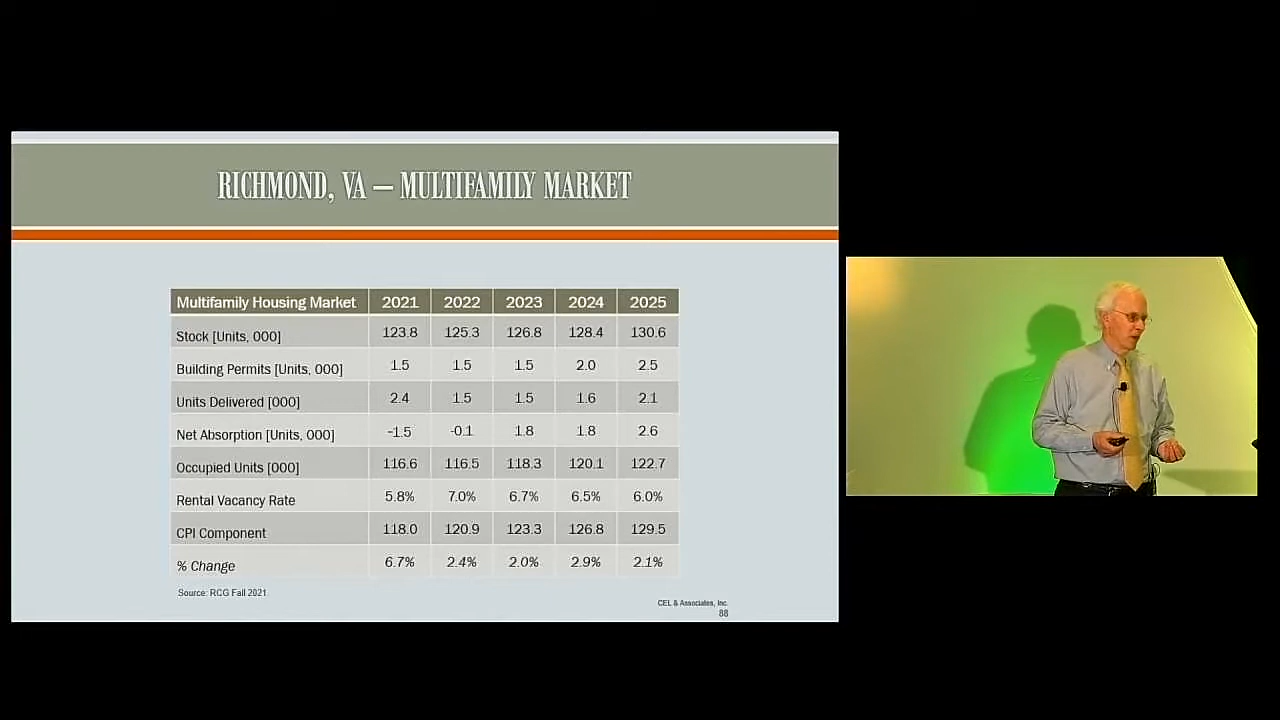 RICHMOND, VA – MULTIFAMILY MARKET
Multifamily Housing Market 2021 2022 2023 2024 2025
Stock [Units, 000] 123.8 125.3 126.8 128.4 130.6
Building Permits [Units, 000] 1.5 1.5 1.5 2.0 2.5
Units Delivered [000] 2.4 1.5 1.5 1.6 2.1
Net Absorption [Units, 000] -1.5 -0.1 1.8 1.8 2.6
Occupied Units [000] 116.6 116.5 118.3 120.1 122.7
Rental Vacancy Rate 5.8% 7.0% 6.7% 6.5% 6.0%
CPI Component 118.0 120.9 123.3 126.8 129.5
% Change 6.7% 2.4% 2.0% 2.9% 2.1%
Source: RCG Fall 2021
CEL & Associates, Inc.
88